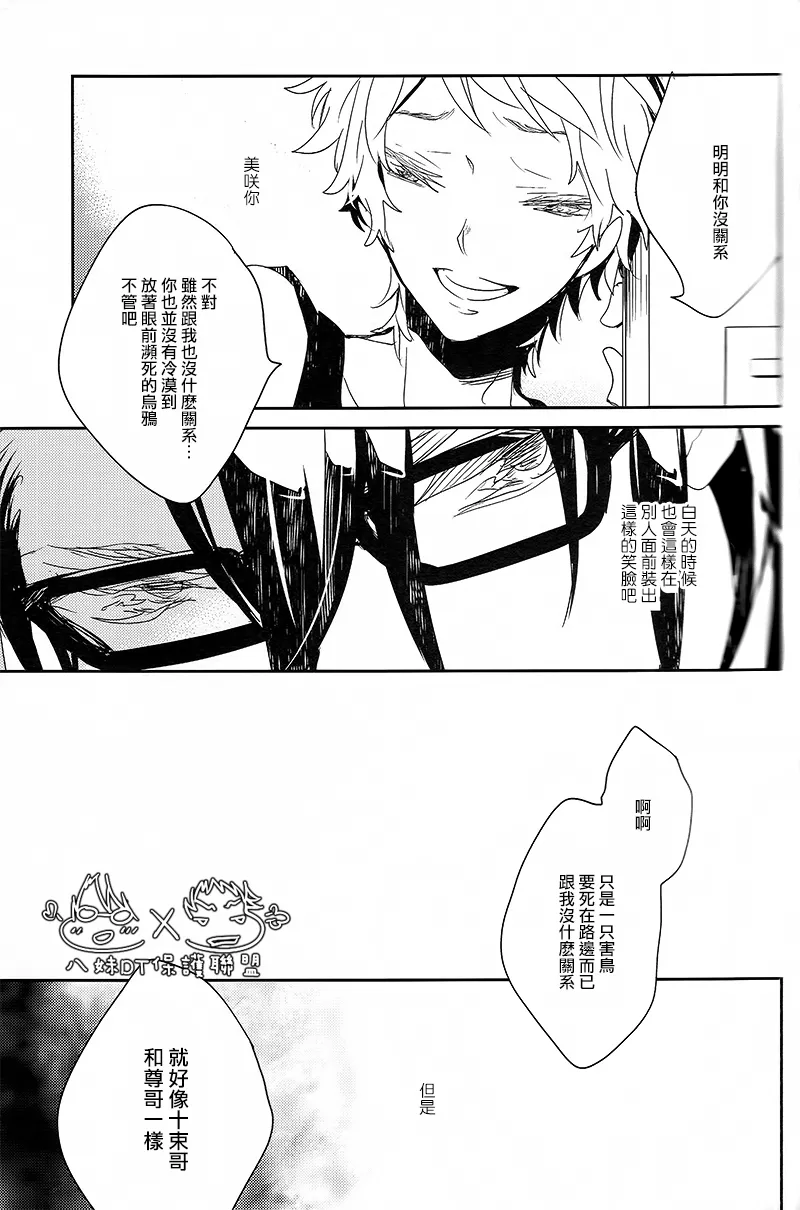 明明和你沒關系
美咲你
不對
雖然跟我也沒什麼關系…
你也並沒有冷漠到
放著眼前瀕死的烏鴉
不管吧
白天的時候
也會這樣在
別人面前裝出
這樣的笑臉吧
啊啊
只是一只害鳥
要死在路邊而已
跟我沒什麼關系
八妹DT保護聯盟
但是
就好像十束哥
和尊哥一樣